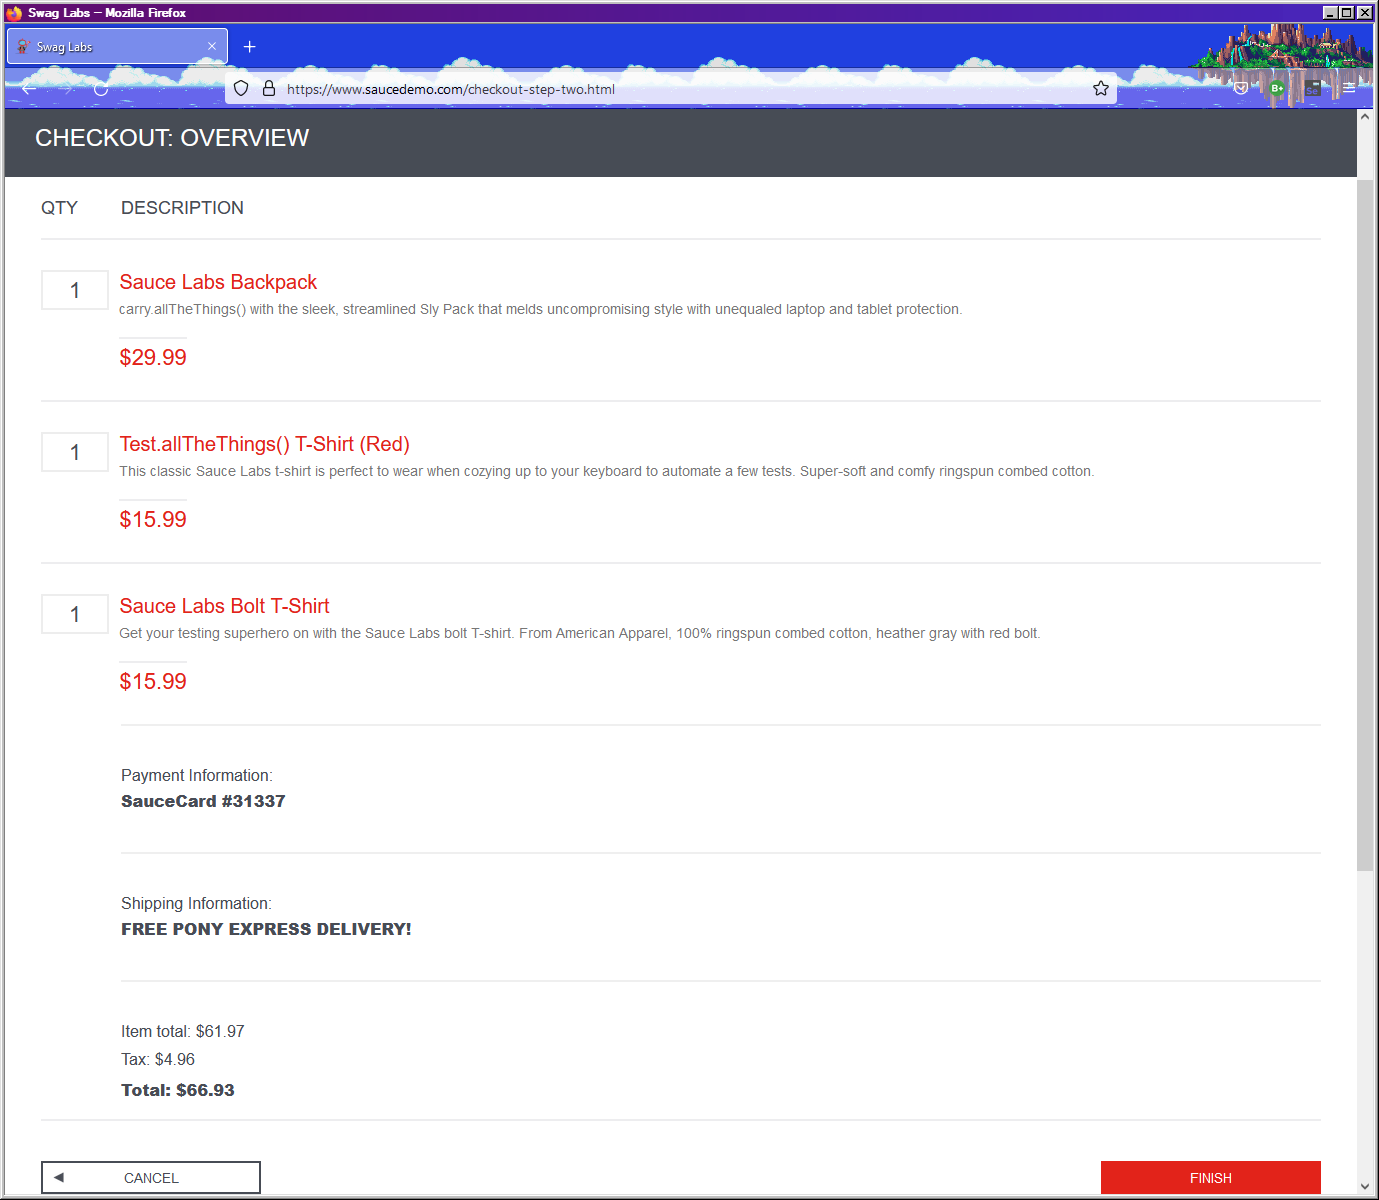 Swag Labs — Mozilla Firefox
Swag Labs
https://www.saucedemo.com/checkout-step-two.html
B+
Se
CHECKOUT: OVERVIEW
QTY DESCRIPTION
1 Sauce Labs Backpack
carry.allTheThings() with the sleek, streamlined Sly Pack that melds uncompromising style with unequaled laptop and tablet protection.
$29.99
1 Test.allTheThings() T-Shirt (Red)
This classic Sauce Labs t-shirt is perfect to wear when cozying up to your keyboard to automate a few tests. Super-soft and comfy ringspun combed cotton.
$15.99
1 Sauce Labs Bolt T-Shirt
Get your testing superhero on with the Sauce Labs bolt T-shirt. From American Apparel, 100% ringspun combed cotton, heather gray with red bolt.
$15.99
Payment Information:
SauceCard #31337
Shipping Information:
FREE PONY EXPRESS DELIVERY!
Item total: $61.97
Tax: $4.96
Total: $66.93
CANCEL FINISH